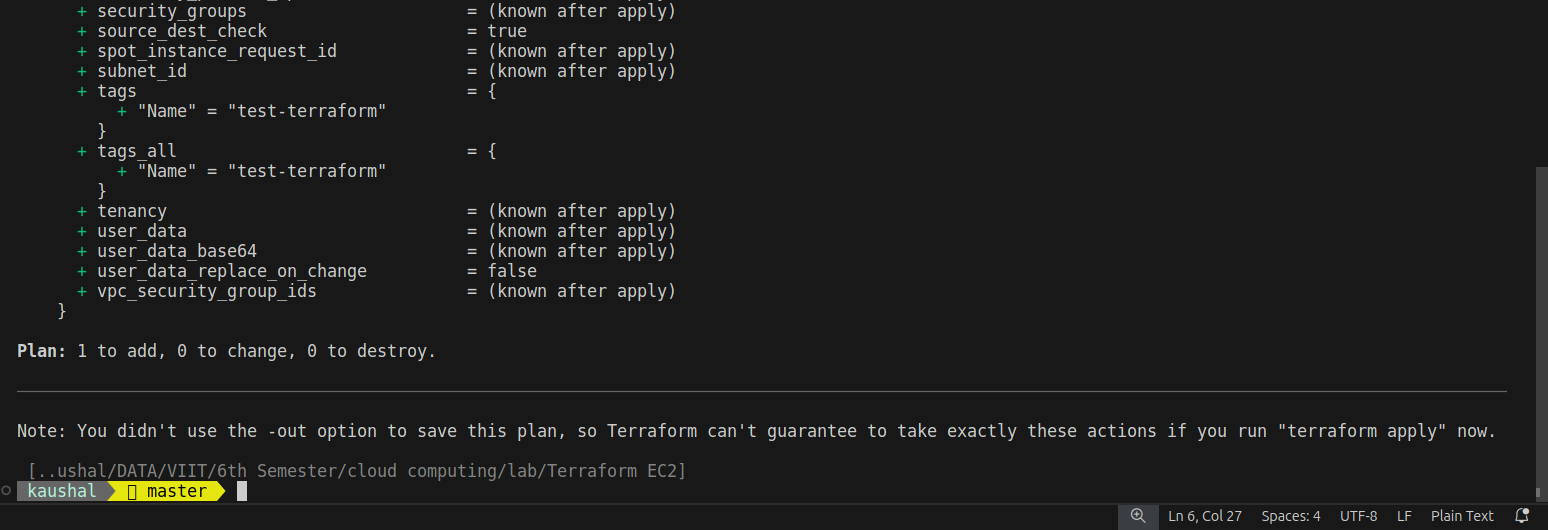 + security_groups = (known after apply)
+ source_dest_check = true
+ spot_instance_request_id = (known after apply)
+ subnet_id = (known after apply)
+ tags = {
+ "Name" = "test-terraform"
}
+ tags_all = {
+ "Name" = "test-terraform"
}
+ tenancy = (known after apply)
+ user_data = (known after apply)
+ user_data_base64 = (known after apply)
+ user_data_replace_on_change = false
+ vpc_security_group_ids = (known after apply)
}
Plan: 1 to add, 0 to change, 0 to destroy.
Note: You didn't use the -out option to save this plan, so Terraform can't guarantee to take exactly these actions if you run "terraform apply" now.
[..ushal/DATA/VIIT/6th Semester/cloud computing/lab/Terraform EC2]
kaushal master
Ln 6, Col 27 Spaces: 4 UTF-8 LF Plain Text